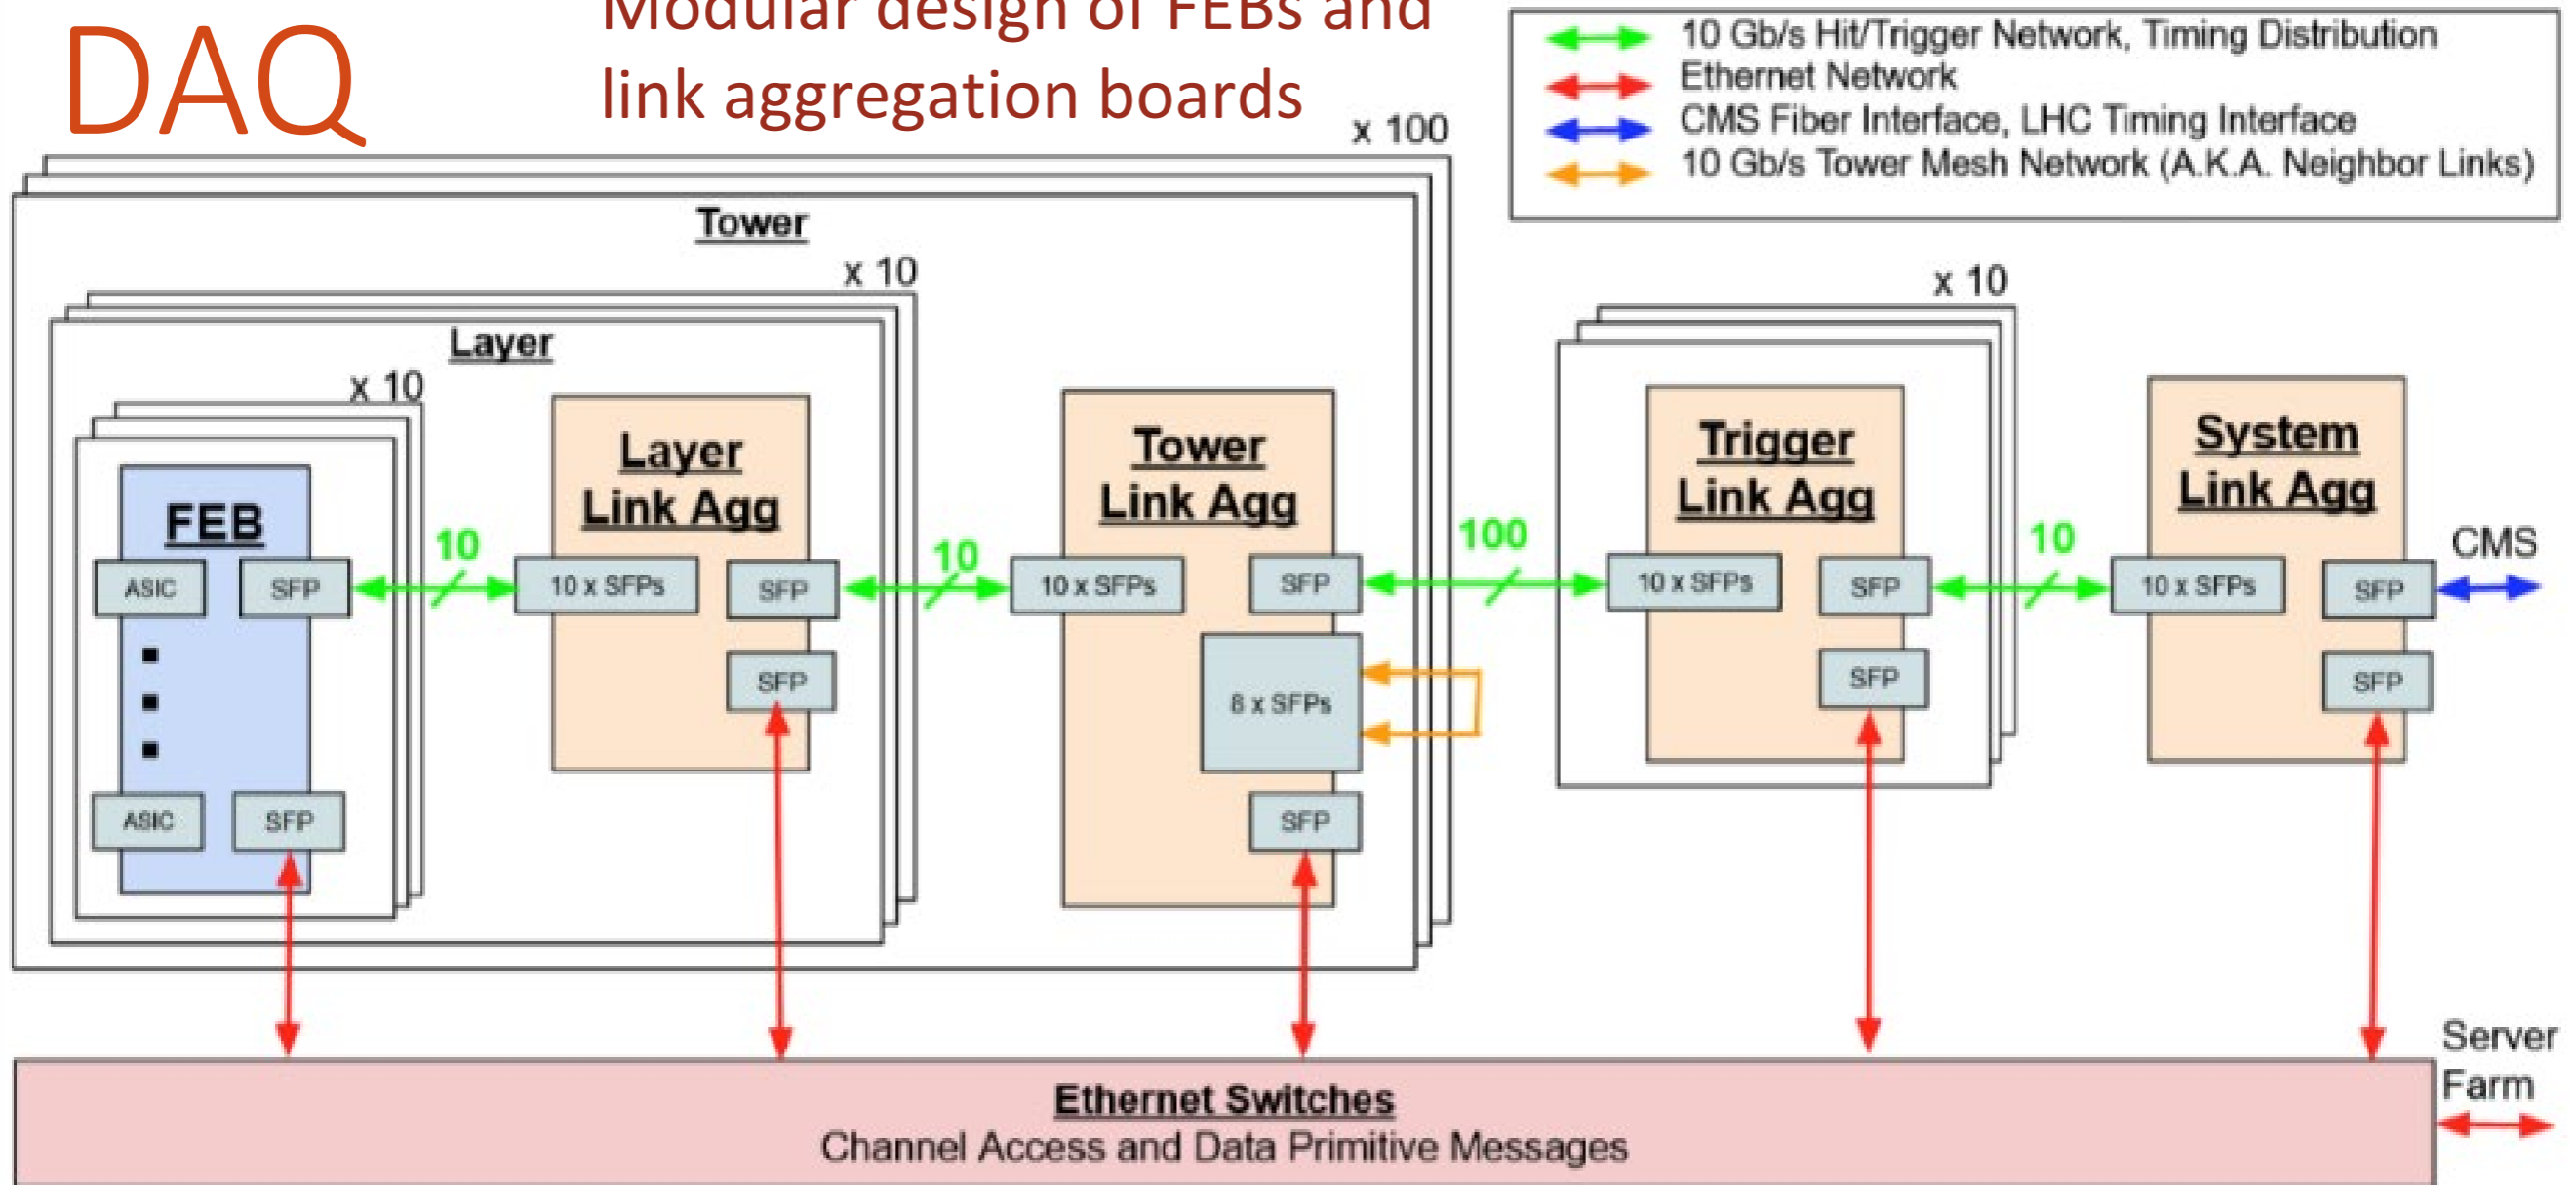 DAQ
Modular design of FEBs and
link aggregation boards
10 Gb/s Hit/Trigger Network, Timing Distribution
Ethernet Network
CMS Fiber Interface, LHC Timing Interface
10 Gb/s Tower Mesh Network (A.K.A. Neighbor Links)
x 100
Tower
x 10
Layer
x 10
FEB
ASIC
SFP
ASIC
SFP
10
Layer
Link Agg
10 x SFPs
SFP
SFP
10
Tower
Link Agg
10 x SFPs
SFP
8 x SFPs
SFP
100
x 10
Trigger
Link Agg
10 x SFPs
SFP
SFP
10
System
Link Agg
10 x SFPs
SFP
SFP
CMS
Ethernet Switches
Channel Access and Data Primitive Messages
Server
Farm